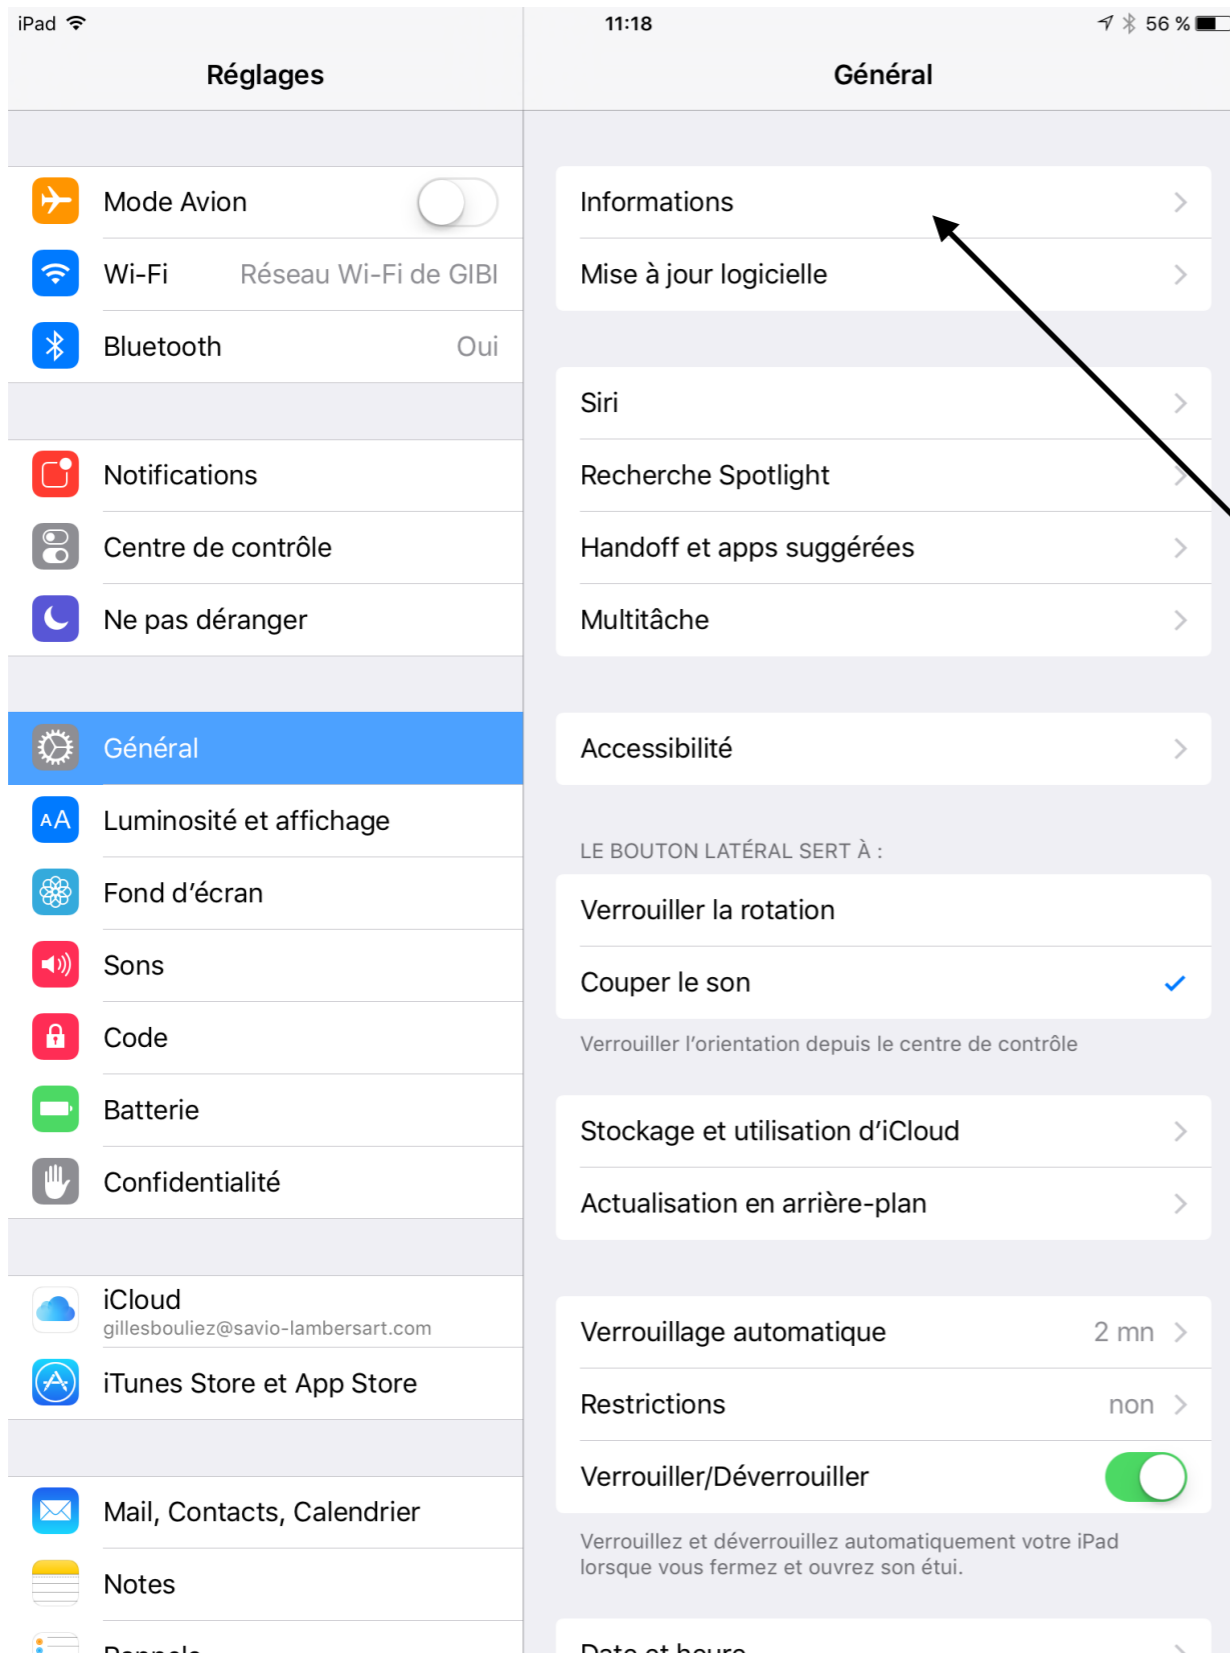 iPad
11:18
56 %
Réglages
Général
Mode Avion
Wi-Fi Réseau Wi-Fi de GIBI
Bluetooth Oui
Notifications
Centre de contrôle
Ne pas déranger
Général
AA Luminosité et affichage
Fond d’écran
Sons
Code
Batterie
Confidentialité
iCloud
gillesbouliez@savio-lambersart.com
iTunes Store et App Store
Mail, Contacts, Calendrier
Notes
Rappels
Informations
Mise à jour logicielle
Siri
Recherche Spotlight
Handoff et apps suggérées
Multitâche
Accessibilité
LE BOUTON LATÉRAL SERT À :
Verrouiller la rotation
Couper le son
Verrouiller l’orientation depuis le centre de contrôle
Stockage et utilisation d’iCloud
Actualisation en arrière-plan
Verrouillage automatique 2 mn
Restrictions non
Verrouiller/Déverrouiller
Verrouillez et déverrouillez automatiquement votre iPad
lorsque vous fermez et ouvrez son étui.
Date et heure